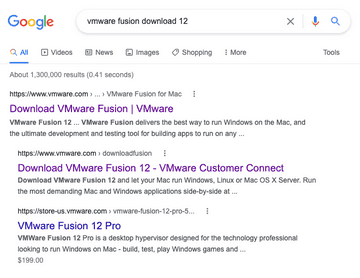 Google
vmware fusion download 12
All Videos News Images Shopping More Tools
About 1,300,000 results (0.41 seconds)
https://www.vmware.com › ... › VMware Fusion for Mac
Download VMware Fusion | VMware
VMware Fusion 12 ... VMware Fusion delivers the best way to run Windows on the Mac, and
the ultimate development and testing tool for building apps to run on any ...
https://www.vmware.com › downloadfusion
Download VMware Fusion 12 - VMware Customer Connect
Download VMware Fusion 12 and let your Mac run Windows, Linux or Mac OS X Server. Run
the most demanding Mac and Windows applications side-by-side at ...
https://store-us.vmware.com › vmware-fusion-12-pro-5...
VMware Fusion 12 Pro
VMWare Fusion 12 Pro is a desktop hypervisor designed for the technology professional
looking to run Windows on Mac - build, test, play Windows games and ...
$199.00